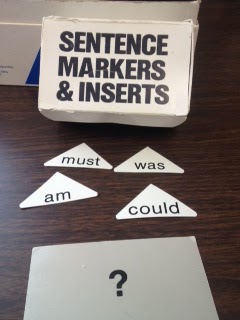 SENTENCE
MARKERS
& INSERTS
must
was
am
could
?